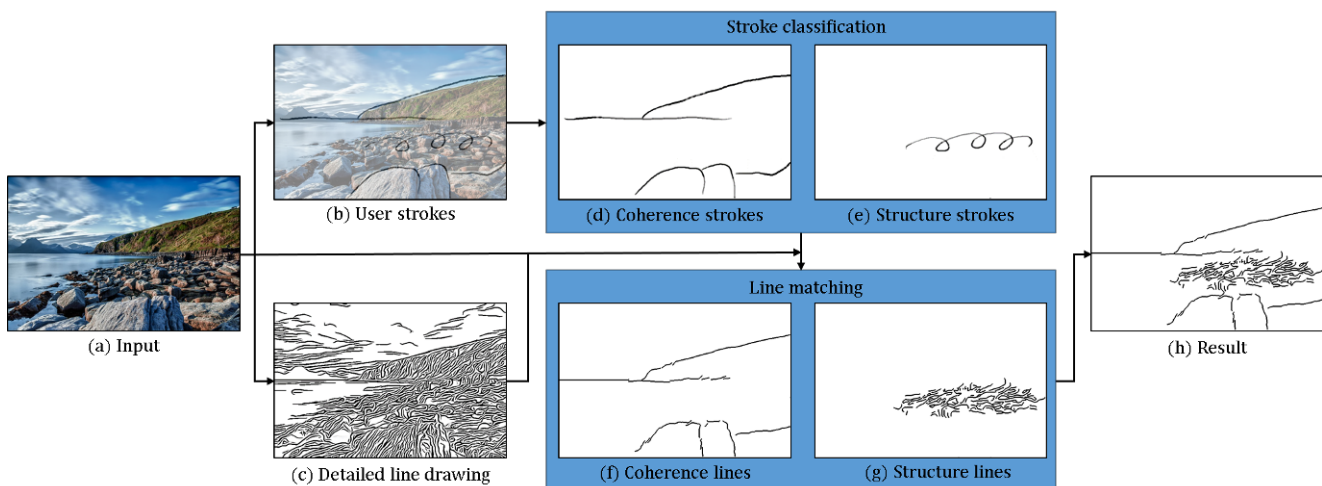 Stroke classification
(b) User strokes
(d) Coherence strokes
(e) Structure strokes
(a) Input
Line matching
(h) Result
(c) Detailed line drawing
(f) Coherence lines
(g) Structure lines